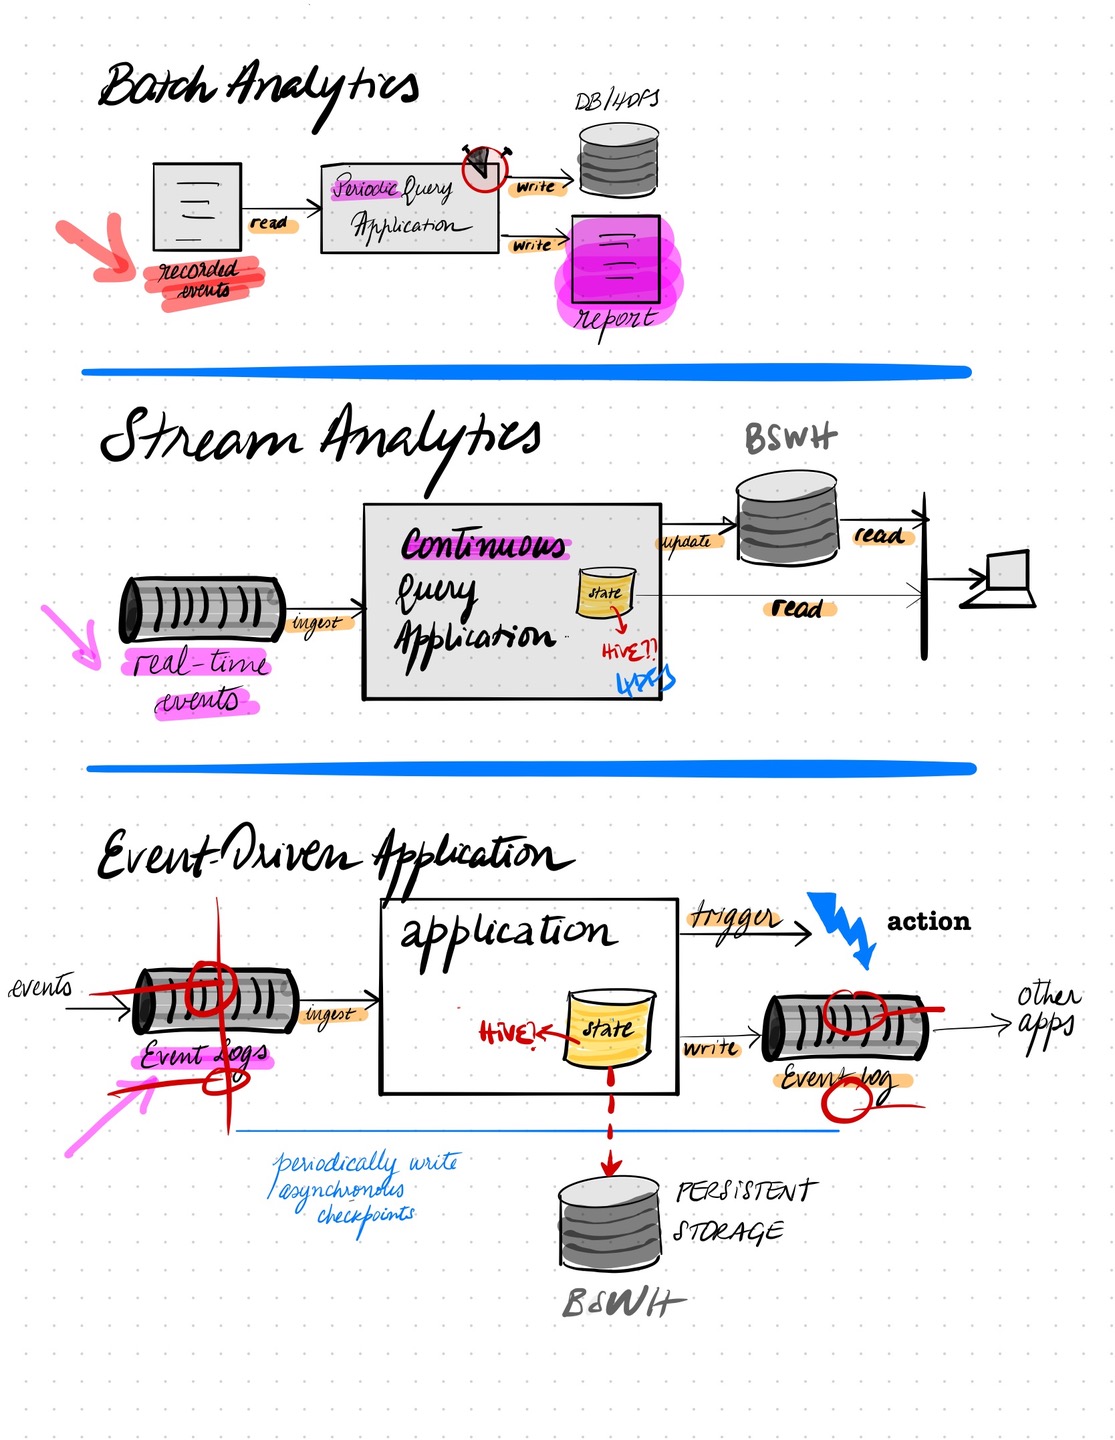 Batch Analytics
DB/HDFS
Periodic Query
Application
read
write
write
recorded
events
report
Stream Analytics
BSWH
Continuous
Query
Application
state
HIVE??
HDFS
ingest
update
read
read
real-time
events
Event-Driven Application
application
trigger
action
events
ingest
state
HIVE?
write
other
apps
Event Logs
Event Log
periodically write
asynchronous
checkpoints
PERSISTENT
STORAGE
BSWH